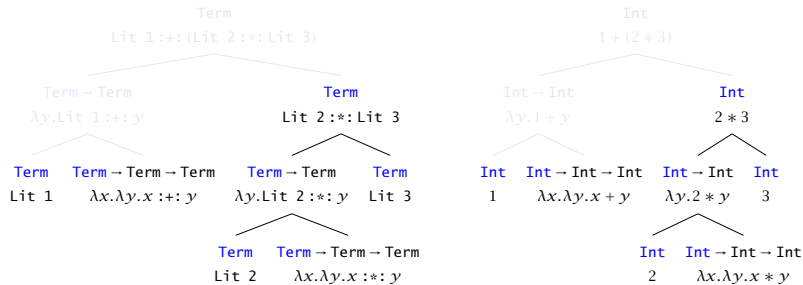 Term Int
Lit 1 :+: (Lit 2 :*: Lit 3) 1 + (2 * 3)
Term → Term Term Int → Int Int
λy.Lit 1 :+: y Lit 2 :*: Lit 3 λy.1 + y 2 * 3
Term Term → Term → Term Term → Term Term Int Int → Int → Int Int → Int Int
Lit 1 λx.λy.x :+: y λy.Lit 2 :*: y Lit 3 1 λx.λy.x + y λy.2 * y 3
Term Term → Term → Term Int Int → Int → Int
Lit 2 λx.λy.x :*: y 2 λx.λy.x * y